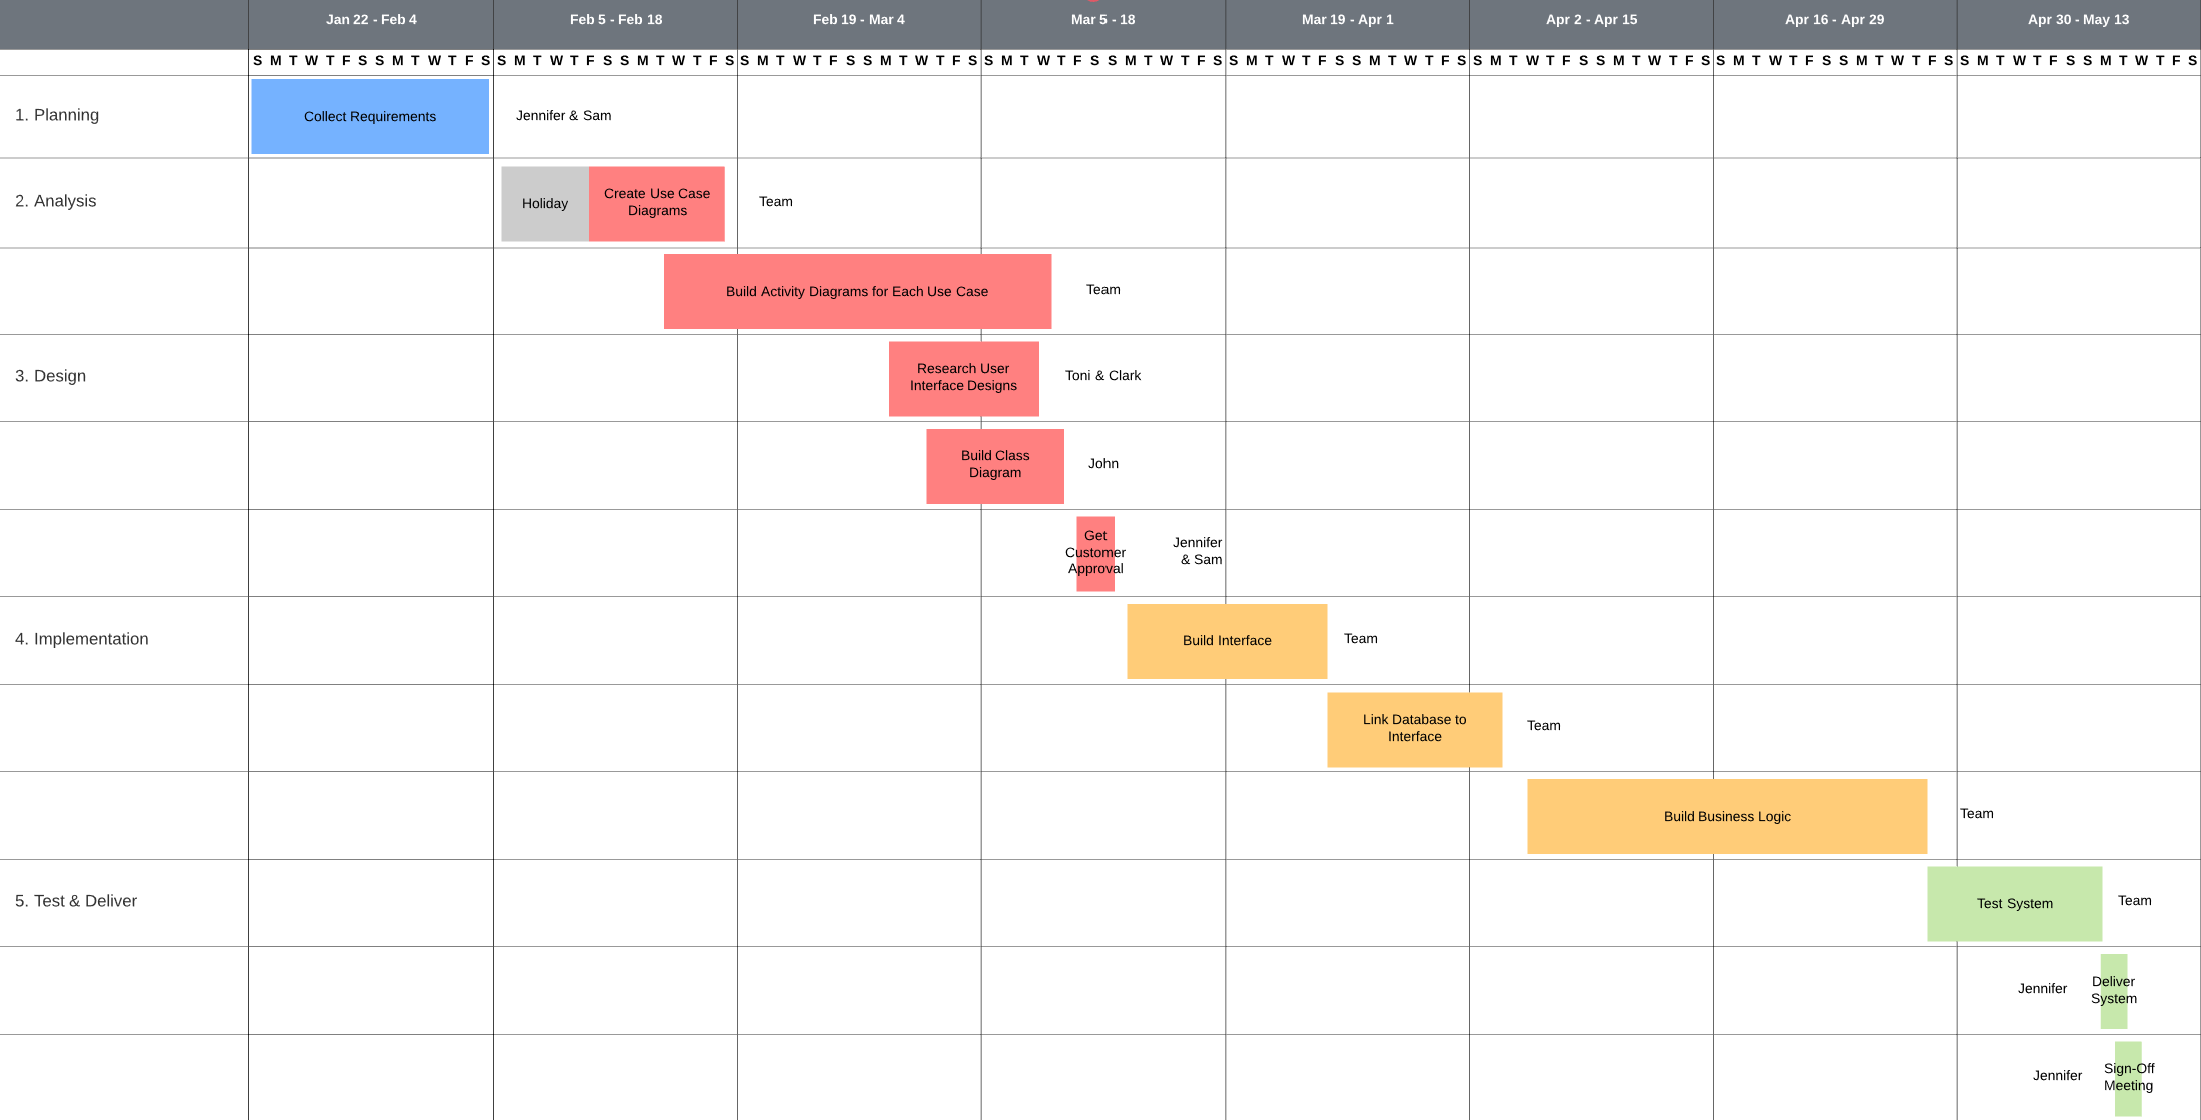 Jan 22 - Feb 4
Feb 5 - Feb 18
Feb 19 - Mar 4
Mar 5 - 18
Mar 19 - Apr 1
Apr 2 - Apr 15
Apr 16 - Apr 29
Apr 30 - May 13
S M T W T F S S M T W T F S S M T W T F S S M T W T F S S M T W T F S S M T W T F S S M T W T F S S M T W T F S S M T W T F S S M T W T F S S M T W T F S S M T W T F S S M T W T F S S M T W T F S S M T W T F S S M T W T F S
1. Planning
Collect Requirements
Jennifer & Sam
2. Analysis
Holiday
Create Use Case
Diagrams
Team
Build Activity Diagrams for Each Use Case
Team
3. Design
Research User
Interface Designs
Toni & Clark
Build Class
Diagram
John
Get
Customer
Approval
Jennifer
& Sam
4. Implementation
Build Interface
Team
Link Database to
Interface
Team
Build Business Logic
Team
5. Test & Deliver
Test System
Team
Jennifer
Deliver
System
Jennifer
Sign-Off
Meeting